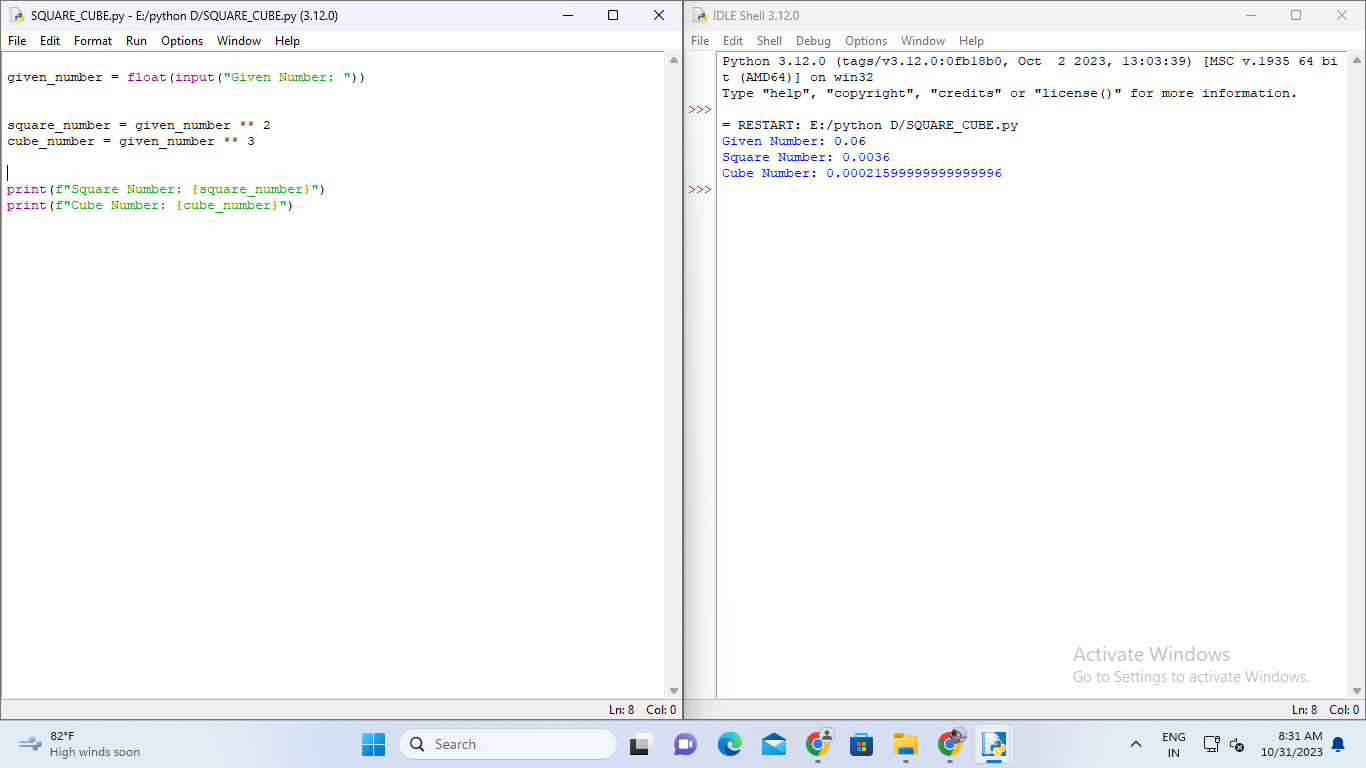 SQUARE_CUBE.py - E:/python D/SQUARE_CUBE.py (3.12.0)
File Edit Format Run Options Window Help
given_number = float(input("Given Number: "))
square_number = given_number ** 2
cube_number = given_number ** 3
print(f"Square Number: {square_number}")
print(f"Cube Number: {cube_number}")
Ln: 8 Col: 0
IDLE Shell 3.12.0
File Edit Shell Debug Options Window Help
Python 3.12.0 (tags/v3.12.0:0fb18b0, Oct  2 2023, 13:03:39) [MSC v.1935 64 bi
t (AMD64)] on win32
Type "help", "copyright", "credits" or "license()" for more information.
>>>
= RESTART: E:/python D/SQUARE_CUBE.py
Given Number: 0.06
Square Number: 0.0036
Cube Number: 0.00021599999999999996
>>>
Activate Windows
Go to Settings to activate Windows.
Ln: 8 Col: 0
82°F
High winds soon
Search
ENG
IN
8:31 AM
10/31/2023